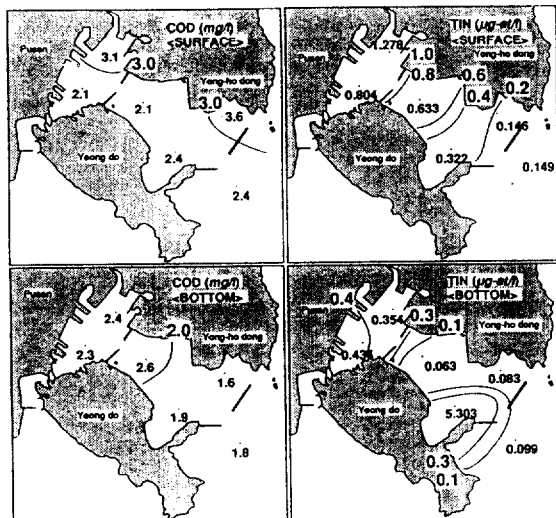 COD (mg/l)
<SURFACE>
Pusan
3.1
3.0
Yong-ho dong
2.1
2.1
3.0
3.6
Yeong do
2.4
2.4
TIN (μg-at/l)
<SURFACE>
Pusan
1.278
1.0
Yong-ho dong
0.8
0.6
0.804
0.4
0.2
0.633
0.146
Yeong do
0.322
0.149
COD (mg/l)
<BOTTOM>
Pusan
2.4
2.0
Yong-ho dong
2.3
2.6
1.6
Yeong do
1.9
1.8
TIN (μg-at/l)
<BOTTOM>
Pusan
0.4
0.354
0.3
0.1
Yong-ho dong
0.063
0.083
Yeong do
5.303
0.099
0.3
0.1